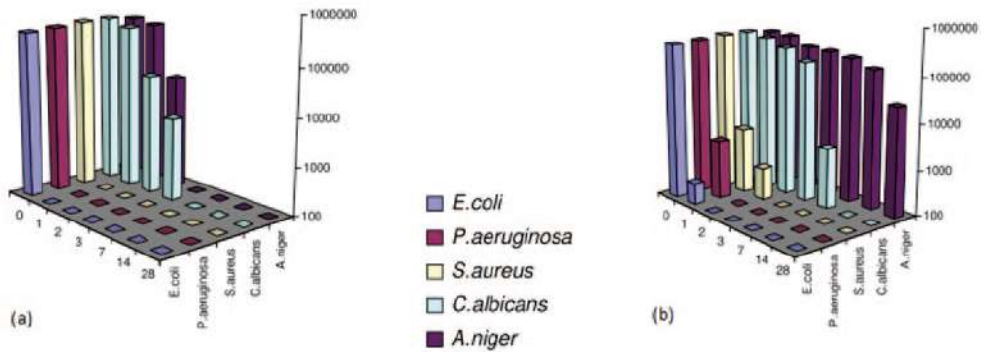 1000000
100000
10000
1000
100
0
1
2
3
7
14
28
E.coli
P.aeruginosa
S.aureus
C.albicans
A.niger
(a)
E.coli
P.aeruginosa
S.aureus
C.albicans
A.niger
1000000
100000
10000
1000
100
0
1
2
3
7
14
28
E.coli
P.aeruginosa
S.aureus
C.albicans
A.niger
(b)